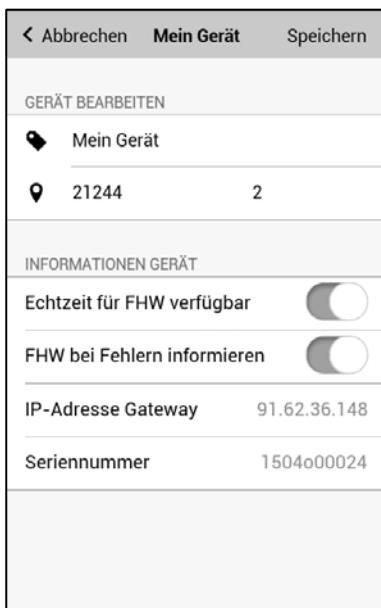 Abbrechen Mein Gerät Speichern
GERÄT BEARBEITEN
Mein Gerät
21244 2
INFORMATIONEN GERÄT
Echtzeit für FHW verfügbar
FHW bei Fehlern informieren
IP-Adresse Gateway 91.62.36.148
Seriennummer 1504o00024